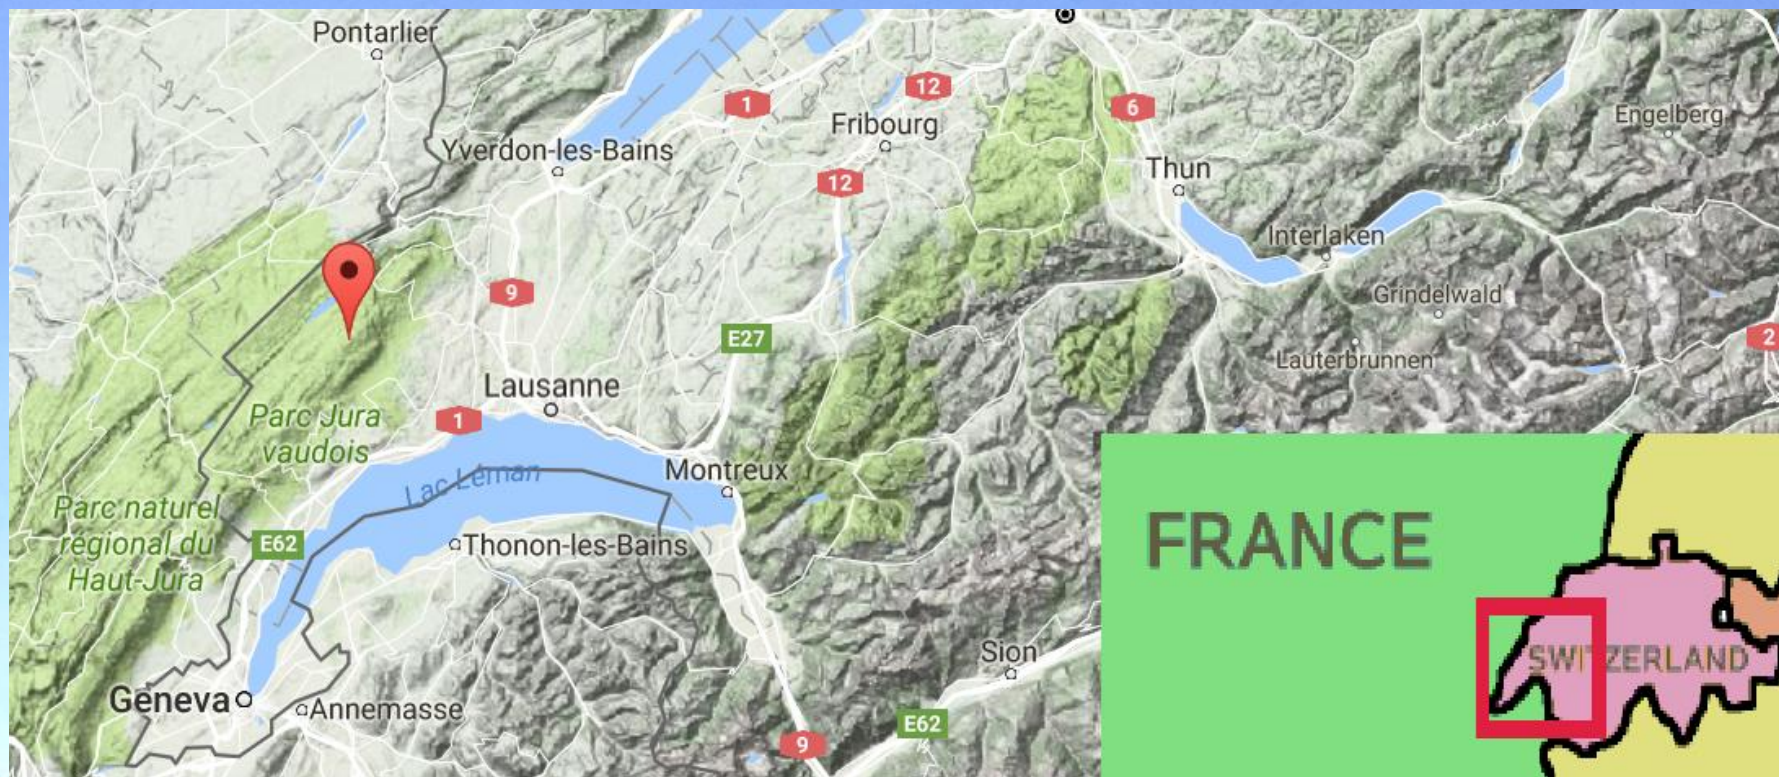 Pontarlier
12
1
6
Engelberg
Fribourg
Yverdon-les-Bains
Thun
12
Interlaken
9
Grindelwald
E27
2
Lauterbrunnen
Lausanne
Parc Jura
vaudois
1
Montreux
Lac Léman
Parc naturel
régional du
Haut-Jura
E62
Thonon-les-Bains
FRANCE
Sion
SWITZERLAND
Geneva
Annemasse
E62
9